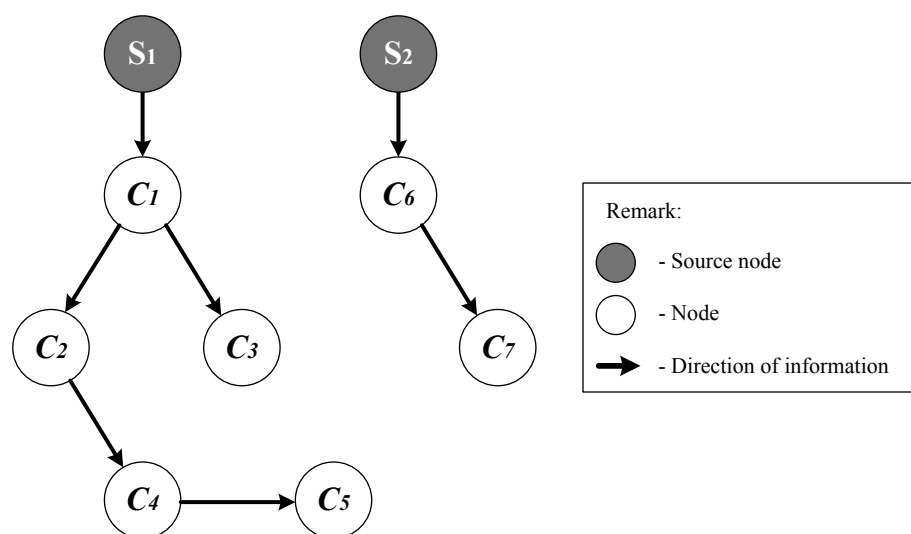 S1
S2
C1
C6
C2
C3
C7
C4
C5
Remark:
- Source node
- Node
- Direction of information